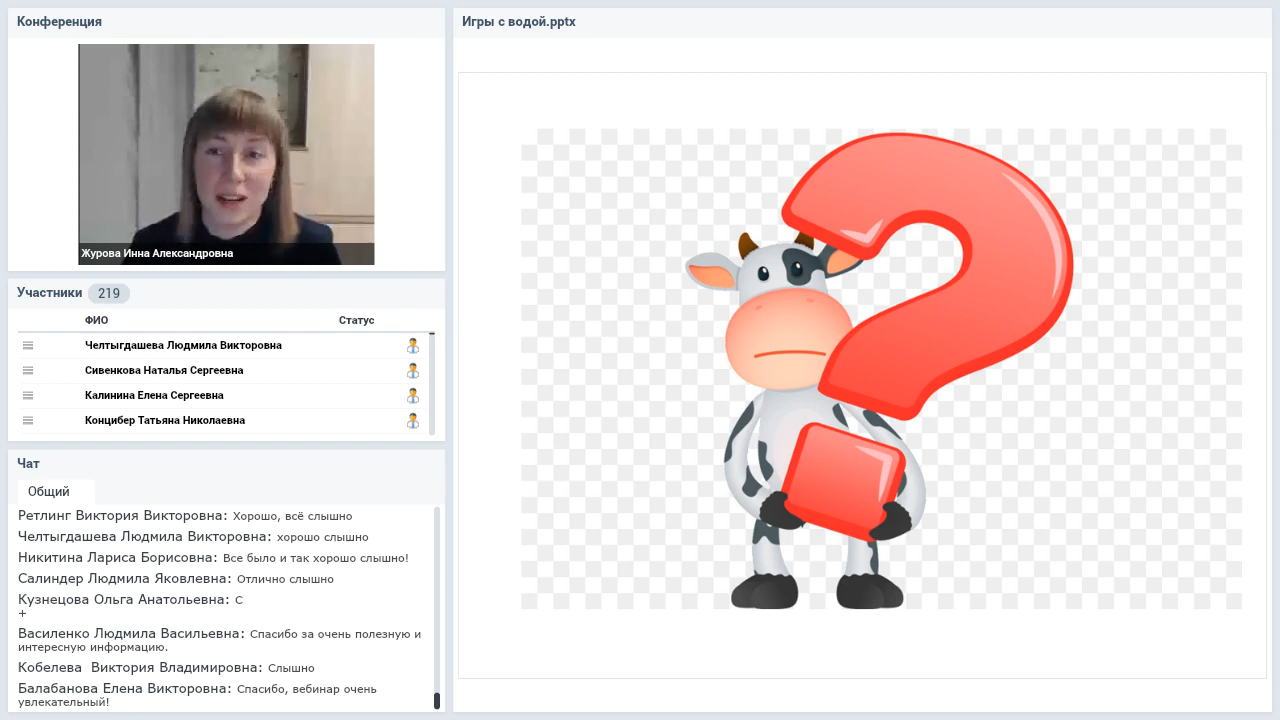 Конференция
Журова Инна Александровна
Участники 219
ФИО Статус
Челтыгдашева Людмила Викторовна
Сивенкова Наталья Сергеевна
Калинина Елена Сергеевна
Концибер Татьяна Николаевна
Чат
Общий
Ретлинг Виктория Викторовна: Хорошо, всё слышно
Челтыгдашева Людмила Викторовна: хорошо слышно
Никитина Лариса Борисовна: Все было и так хорошо слышно!
Салиндер Людмила Яковлевна: Отлично слышно
Кузнецова Ольга Анатольевна: С
+
Василенко Людмила Васильевна: Спасибо за очень полезную и
интересную информацию.
Кобелева  Виктория Владимировна: Слышно
Балабанова Елена Викторовна: Спасибо, вебинар очень
увлекательный!
Игры с водой.pptx